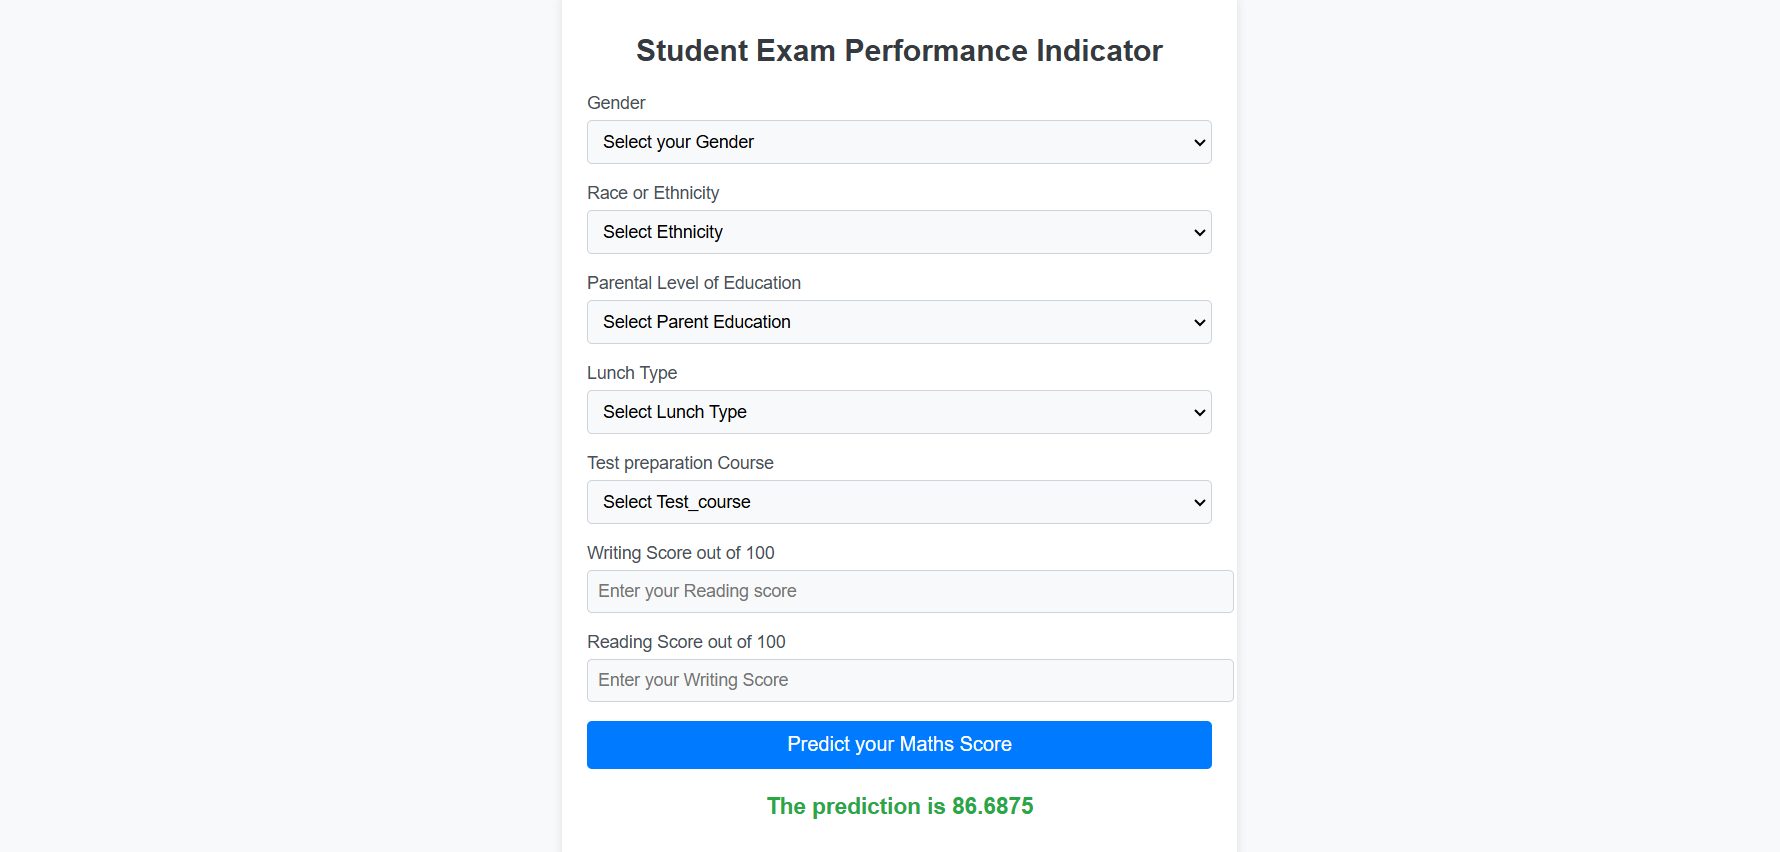 Student Exam Performance Indicator
Gender
Select your Gender
Race or Ethnicity
Select Ethnicity
Parental Level of Education
Select Parent Education
Lunch Type
Select Lunch Type
Test preparation Course
Select Test_course
Writing Score out of 100
Enter your Reading score
Reading Score out of 100
Enter your Writing Score
Predict your Maths Score
The prediction is 86.6875